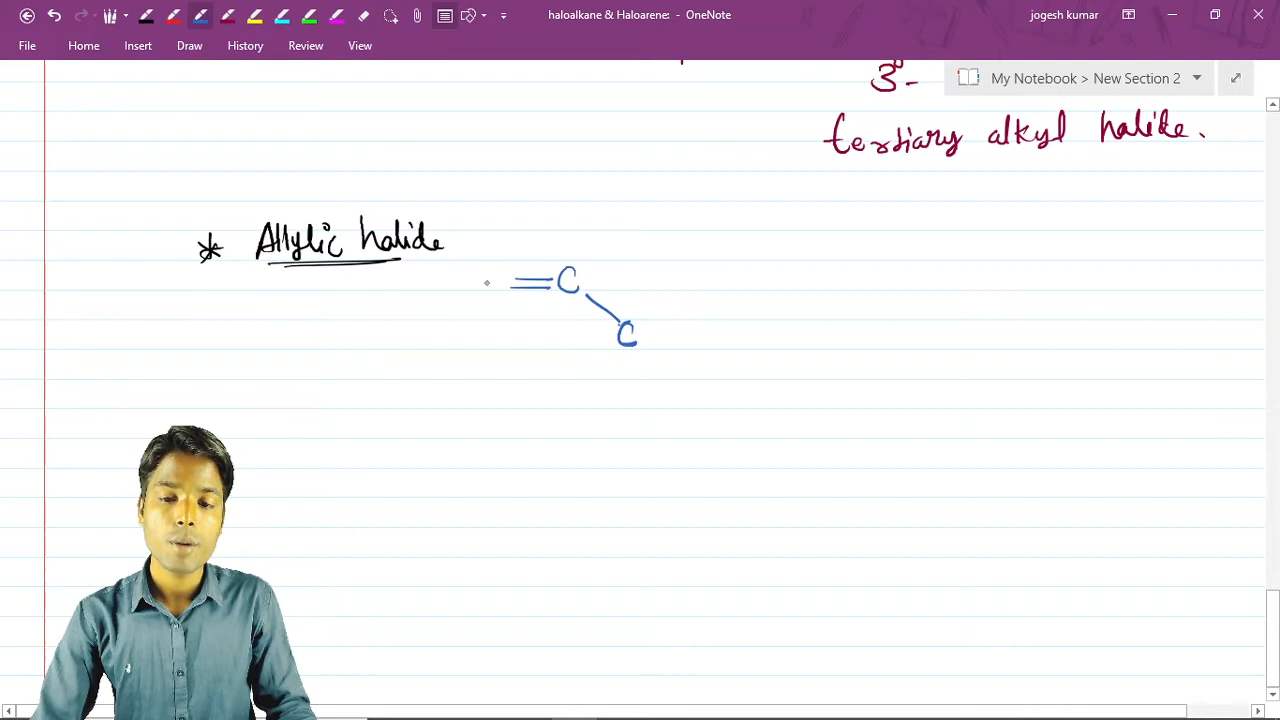 haloalkane & Haloarene: - OneNote
jogesh kumar
File Home Insert Draw History Review View
My Notebook > New Section 2
3° -
tertiary alkyl halide.
* Allylic halide
=C
C